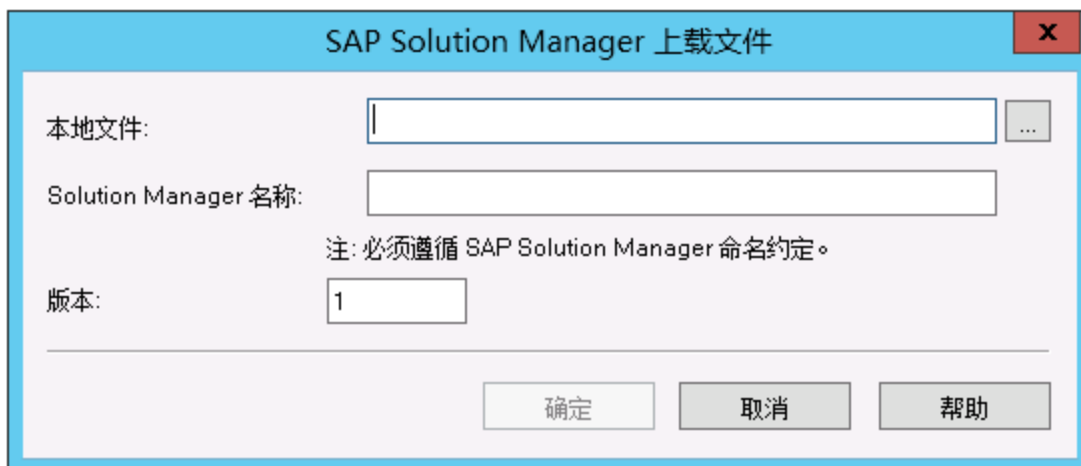 SAP Solution Manager 上载文件
x
本地文件:
...
Solution Manager 名称:
注: 必须遵循 SAP Solution Manager 命名约定。
版本:
1
确定 取消 帮助